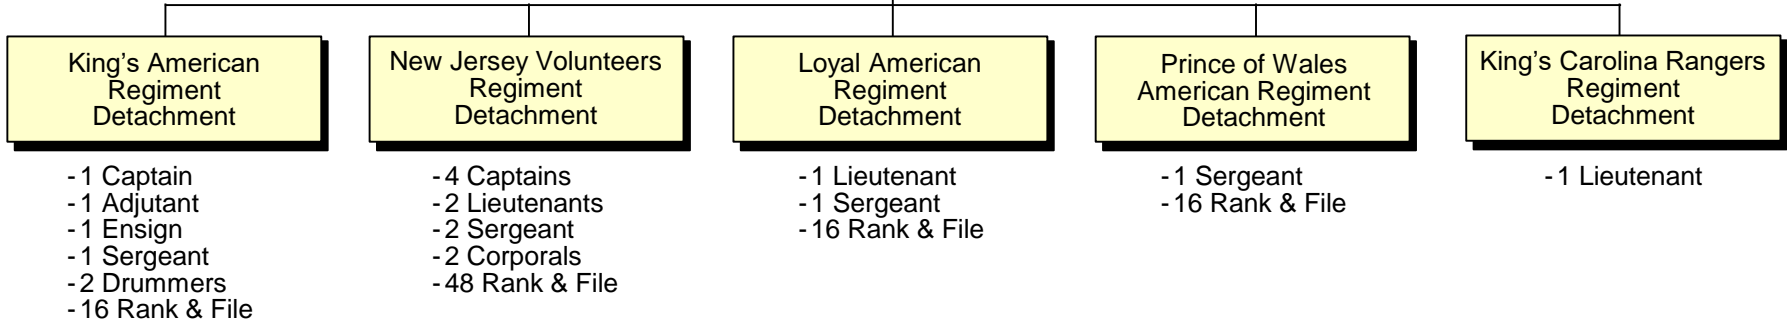 King's American
Regiment
Detachment
-1 Captain
-1 Adjutant
-1 Ensign
-1 Sergeant
-2 Drummers
-16 Rank & File
New Jersey Volunteers
Regiment
Detachment
-4 Captains
-2 Lieutenants
-2 Sergeant
-2 Corporals
-48 Rank & File
Loyal American
Regiment
Detachment
-1 Lieutenant
-1 Sergeant
-16 Rank & File
Prince of Wales
American Regiment
Detachment
-1 Sergeant
-16 Rank & File
King's Carolina Rangers
Regiment
Detachment
-1 Lieutenant